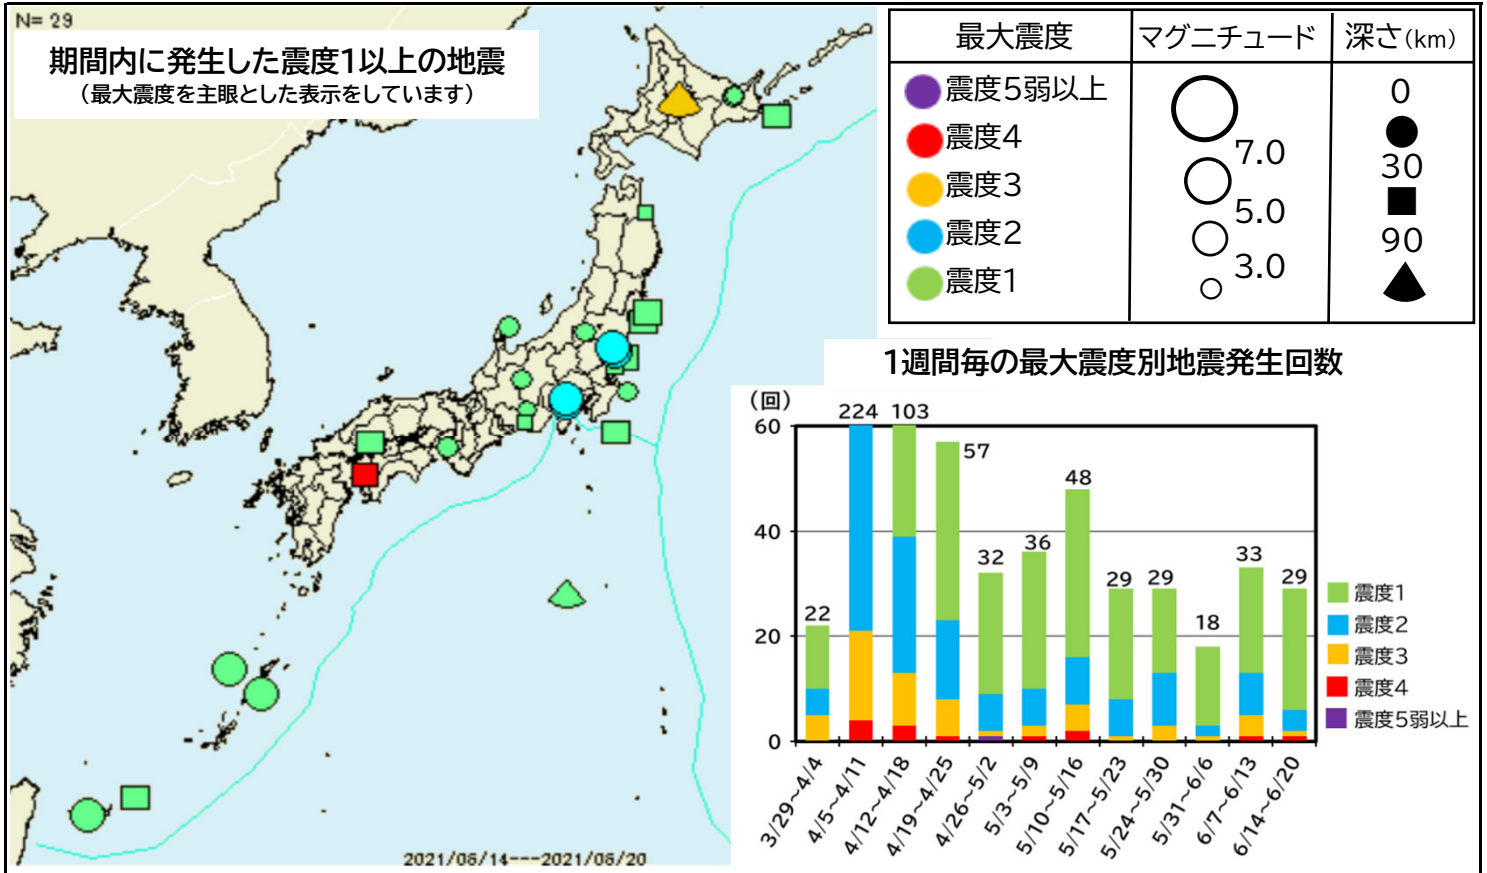 N= 29
期間内に発生した震度1以上の地震
（最大震度を主眼とした表示をしています）
2021/06/14---2021/06/20
最大震度 マグニチュード 深さ(km)
震度5弱以上
震度4
震度3
震度2
震度1
7.0
5.0
3.0
0
30
90
1週間毎の最大震度別地震発生回数
（回）
60
40
20
0
22
224
103
57
32
36
48
29
29
18
33
29
3/29~4/4
4/5~4/11
4/12~4/18
4/19~4/25
4/26~5/2
5/3~5/9
5/10~5/16
5/17~5/23
5/24~5/30
5/31~6/6
6/7~6/13
6/14~6/20
震度1
震度2
震度3
震度4
震度5弱以上